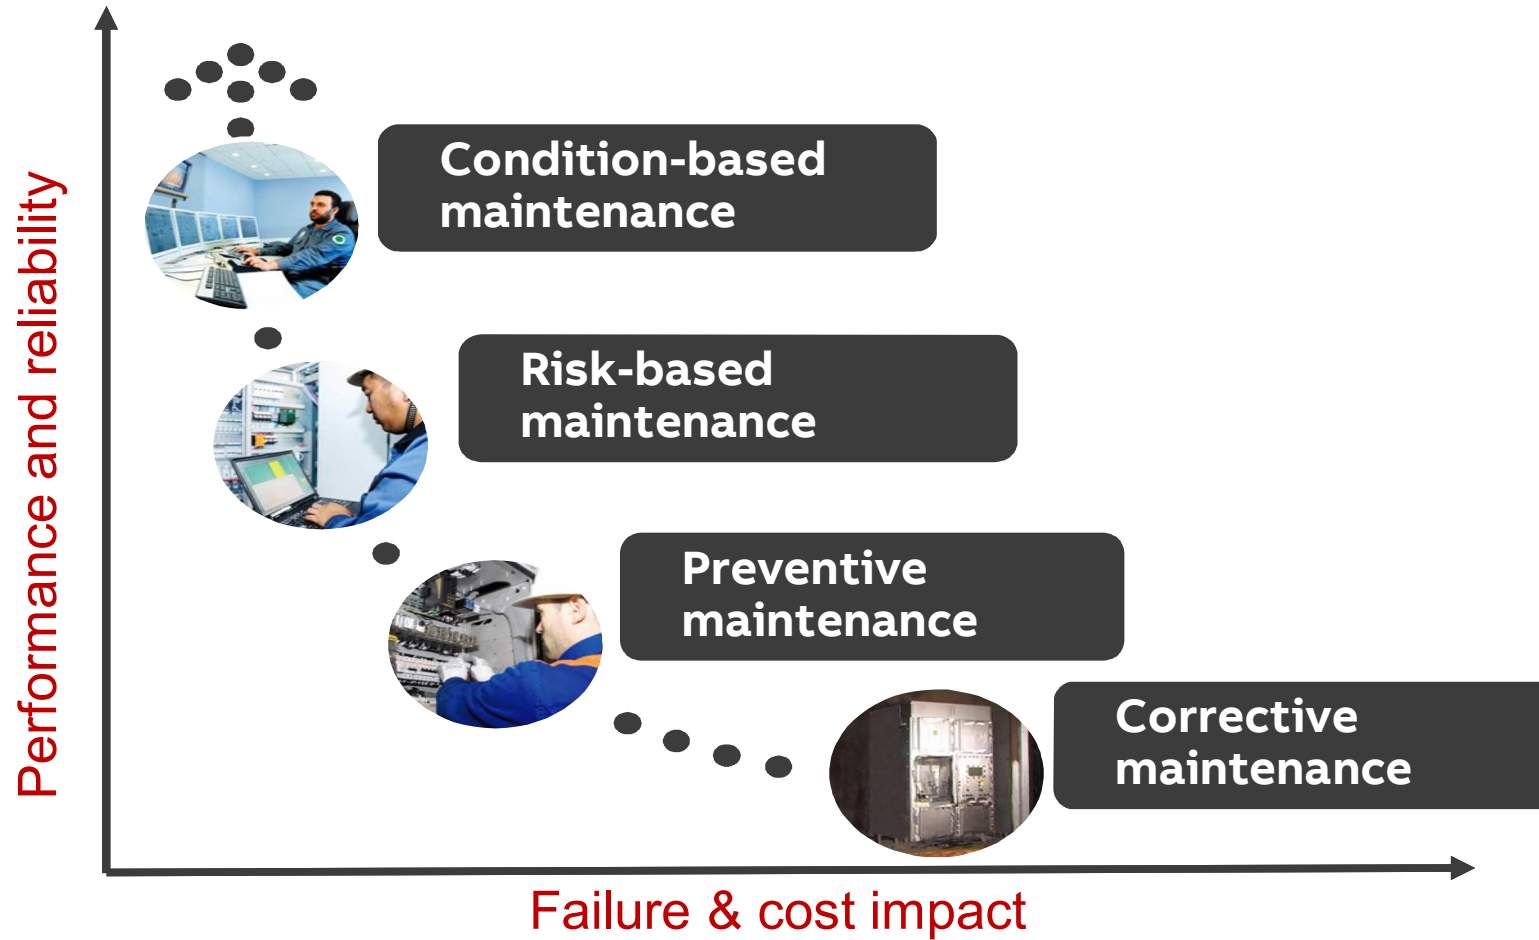 Condition-based
maintenance
Risk-based
maintenance
Preventive
maintenance
Corrective
maintenance
Performance and reliability
Failure & cost impact